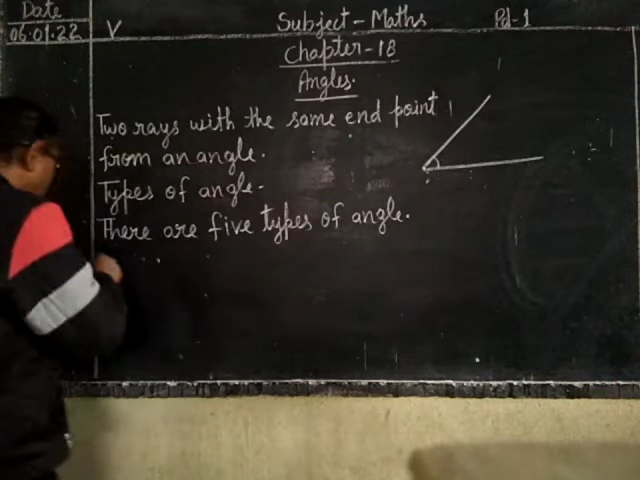 Date
06.01.22
V
Subject - Maths
Pd-1
Chapter-18
Angles.
Two rays with the same end point
from an angle.
Types of angle.
There are five types of angle.